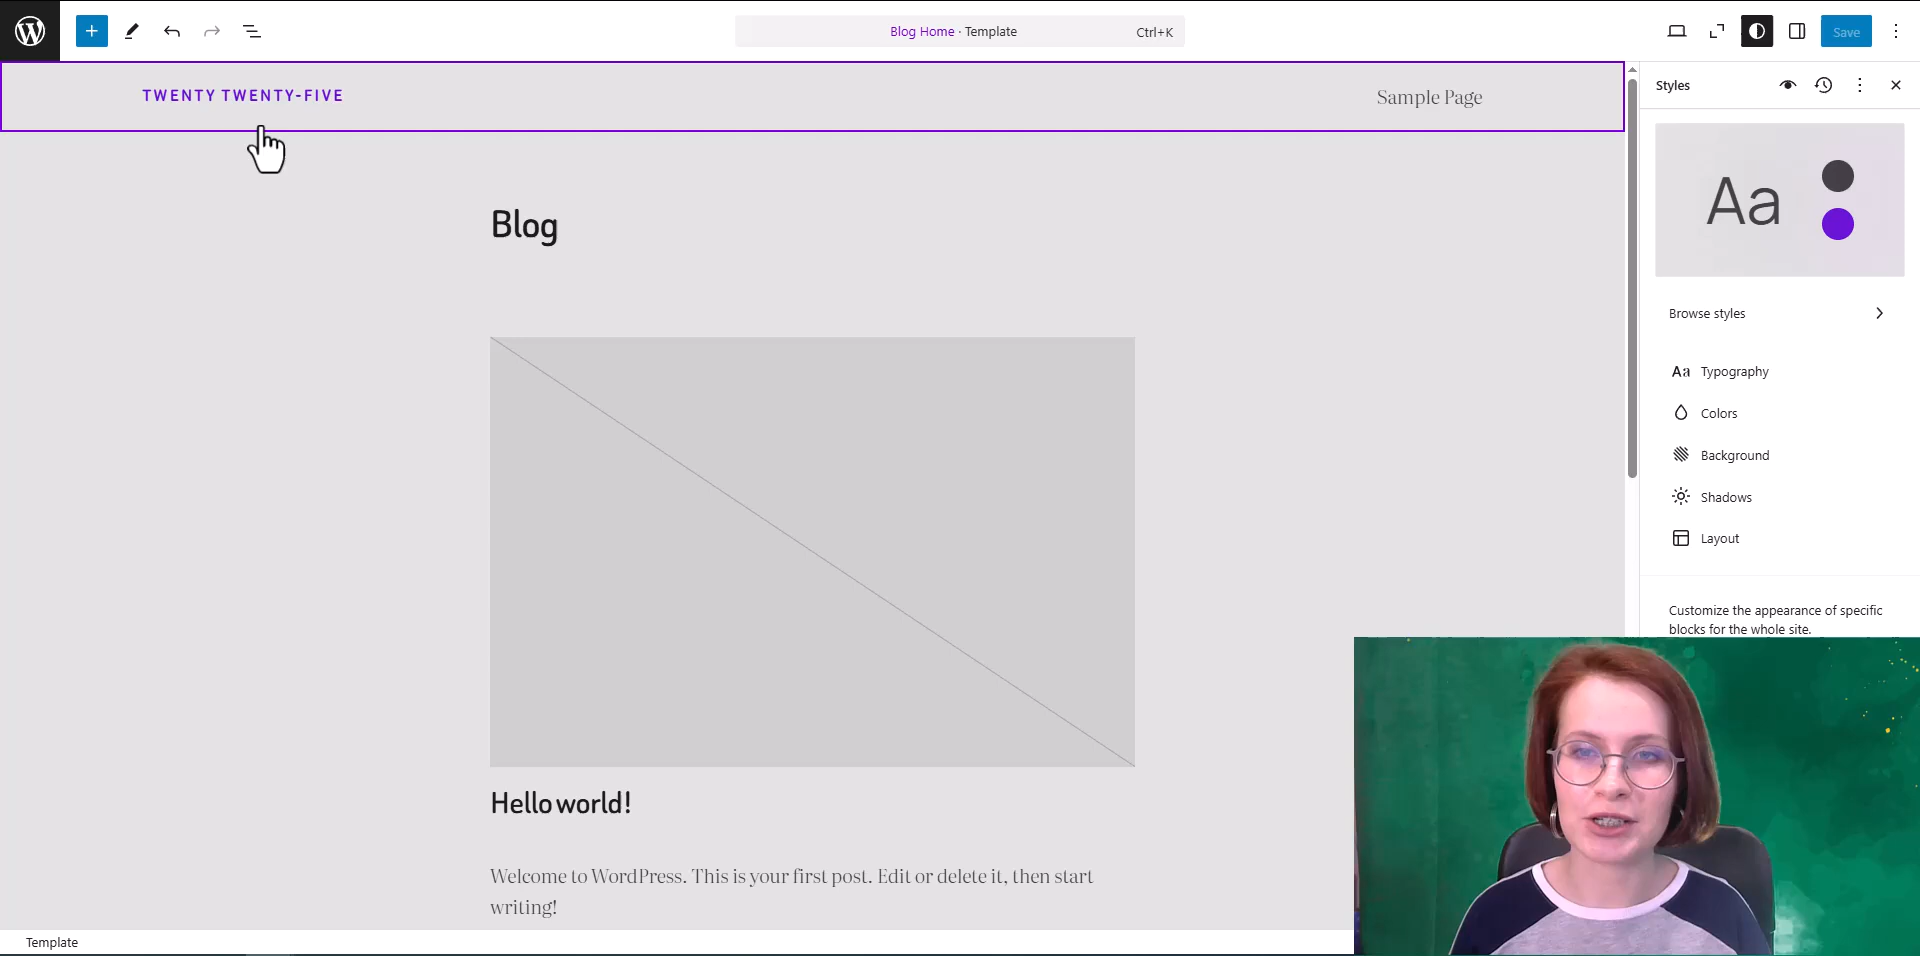 Blog Home · Template
Ctrl+K
Save
TWENTY TWENTY-FIVE
Sample Page
Blog
Hello world!
Welcome to WordPress. This is your first post. Edit or delete it, then start
writing!
Template
Styles
Aa
Browse styles
Aa Typography
Colors
Background
Shadows
Layout
Customize the appearance of specific
blocks for the whole site.